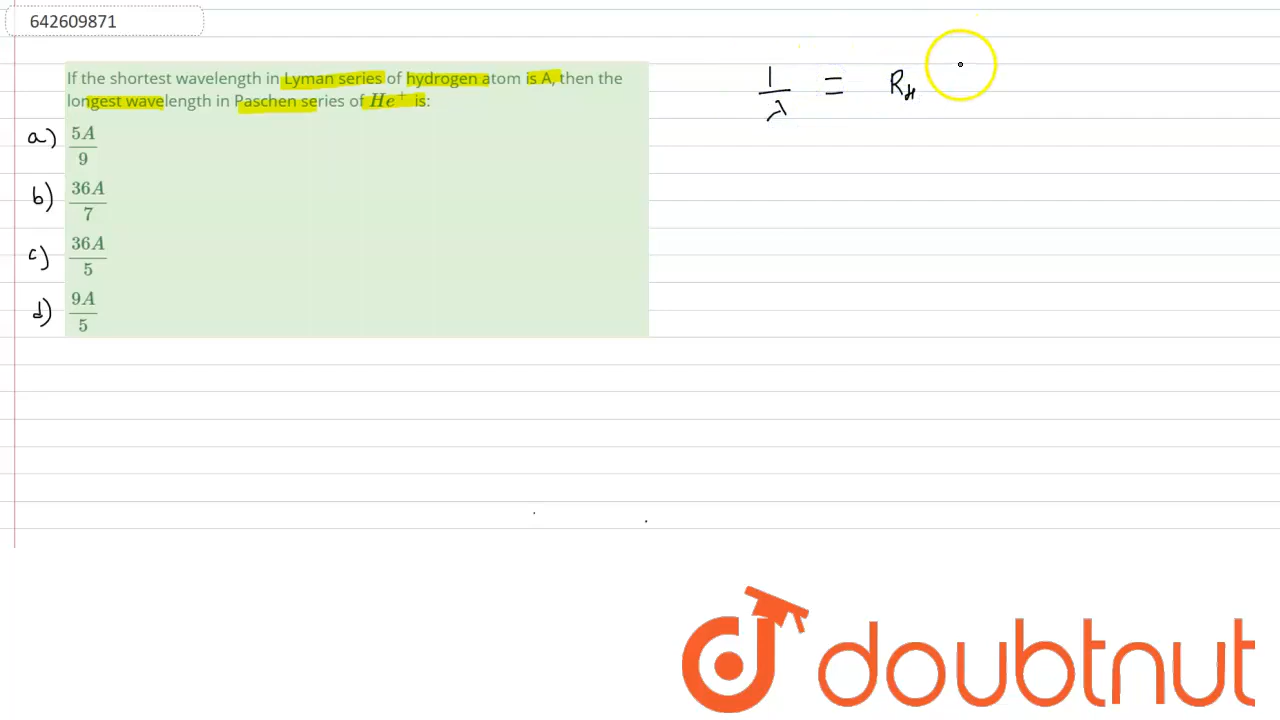 642609871
If the shortest wavelength in Lyman series of hydrogen atom is A, then the
longest wavelength in Paschen series of He⁺ is:
a) 5A/9
b) 36A/7
c) 36A/5
d) 9A/5
1/λ = R_H
doubtnut